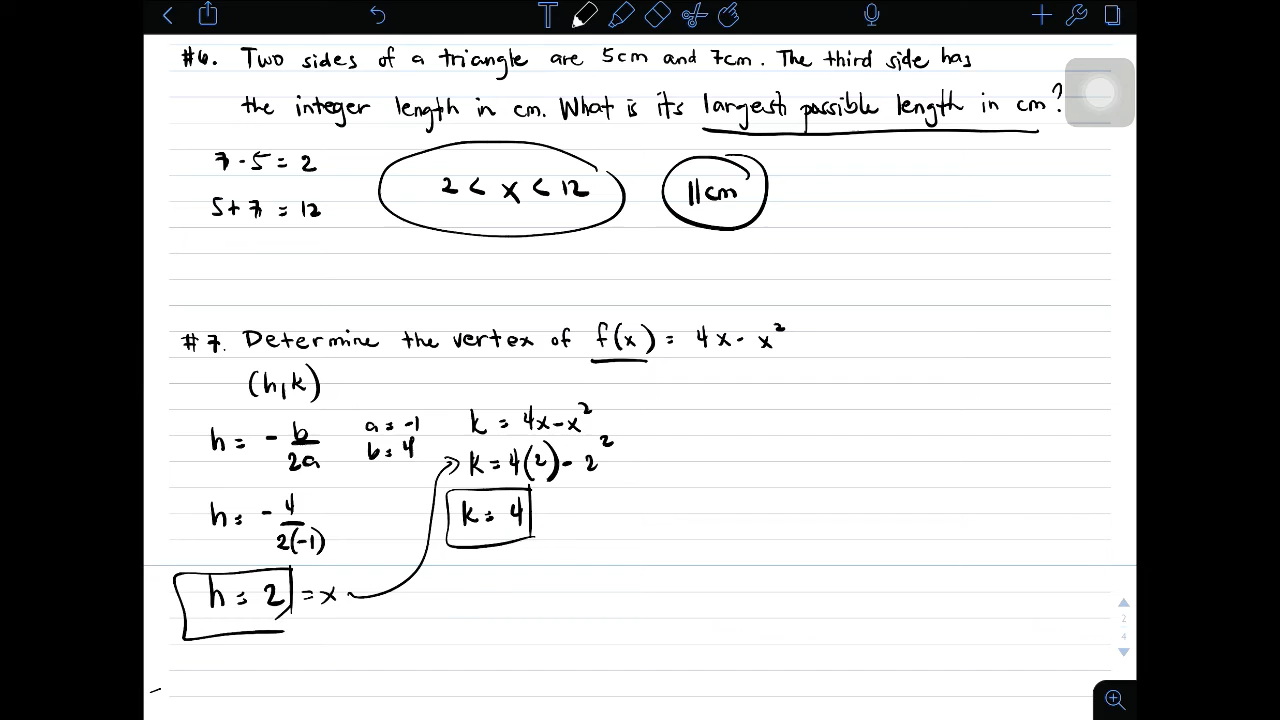 #6. Two sides of a triangle are 5cm and 7cm. The third side has
the integer length in cm. What is its largest possible length in cm?
7 - 5 = 2
5 + 7 = 12
2 < x < 12
11cm
#7. Determine the vertex of f(x) = 4x - x²
(h, k)
h = - b/2a
a = -1
b = 4
k = 4x - x²
k = 4(2) - 2²
h = - 4/2(-1)
k = 4
h = 2 = x
2
4